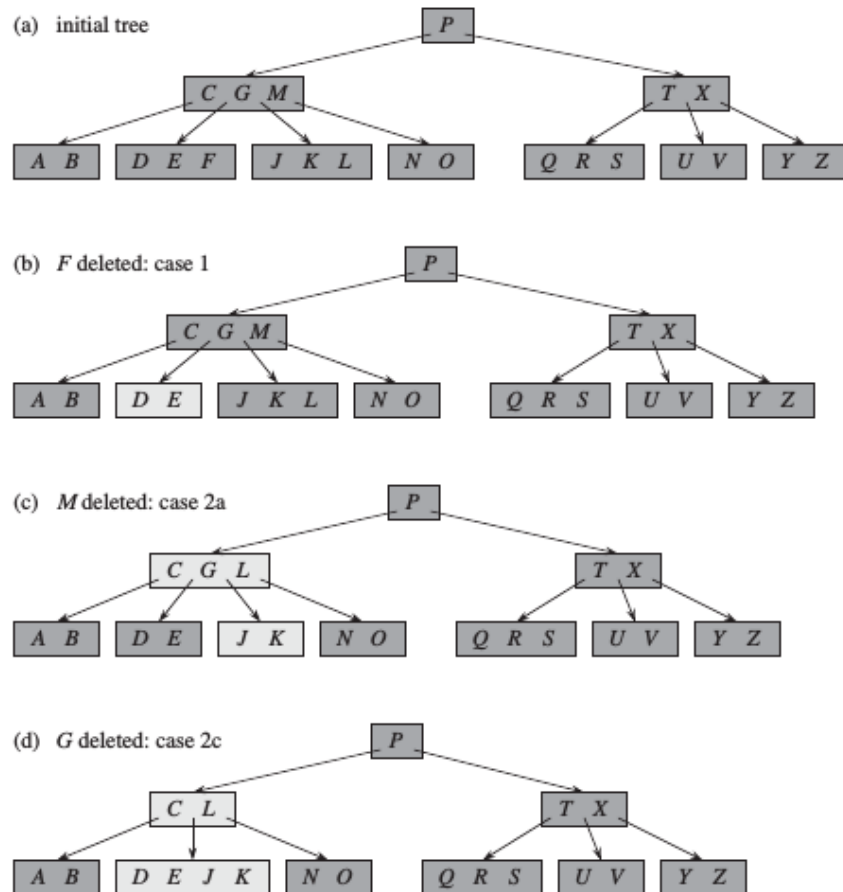 (a) initial tree
P
C G M
T X
A B
D E F
J K L
N O
Q R S
U V
Y Z
(b) F deleted: case 1
P
C G M
T X
A B
D E
J K L
N O
Q R S
U V
Y Z
(c) M deleted: case 2a
P
C G L
T X
A B
D E
J K
N O
Q R S
U V
Y Z
(d) G deleted: case 2c
P
C L
T X
A B
D E J K
N O
Q R S
U V
Y Z